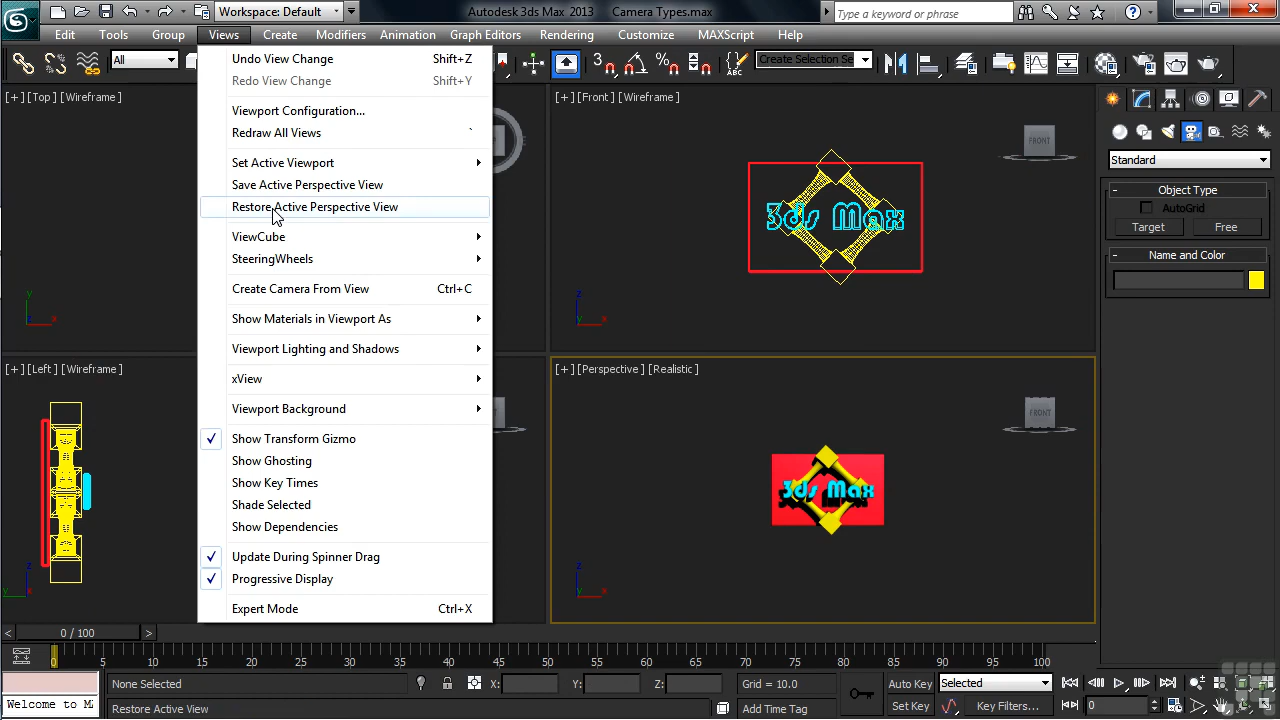 Workspace: Default
Autodesk 3ds Max 2013 Camera Types.max
Type a keyword or phrase
Edit Tools Group Views Create Modifiers Animation Graph Editors Rendering Customize MAXScript Help
All
3
Create Selection Se
Undo View Change Shift+Z
Redo View Change Shift+Y
Viewport Configuration...
Redraw All Views `
Set Active Viewport
Save Active Perspective View
Restore Active Perspective View
ViewCube
SteeringWheels
Create Camera From View Ctrl+C
Show Materials in Viewport As
Viewport Lighting and Shadows
xView
Viewport Background
Show Transform Gizmo
Show Ghosting
Show Key Times
Shade Selected
Show Dependencies
Update During Spinner Drag
Progressive Display
Expert Mode Ctrl+X
[+] [Top] [Wireframe]
y
z x
[+] [Front] [Wireframe]
FRONT
3ds Max
z
y x
[+] [Left] [Wireframe]
z
y x
[+] [Perspective] [Realistic]
FRONT
3ds Max
z
y x
Standard
- Object Type
AutoGrid
Target Free
- Name and Color
< 0 / 100 >
0 5 10 15 20 25 30 35 40 45 50 55 60 65 70 75 80 85 90 95 100
None Selected X: Y: Z: Grid = 10.0 Auto Key Selected
Welcome to M Restore Active View Add Time Tag Set Key Key Filters... 0